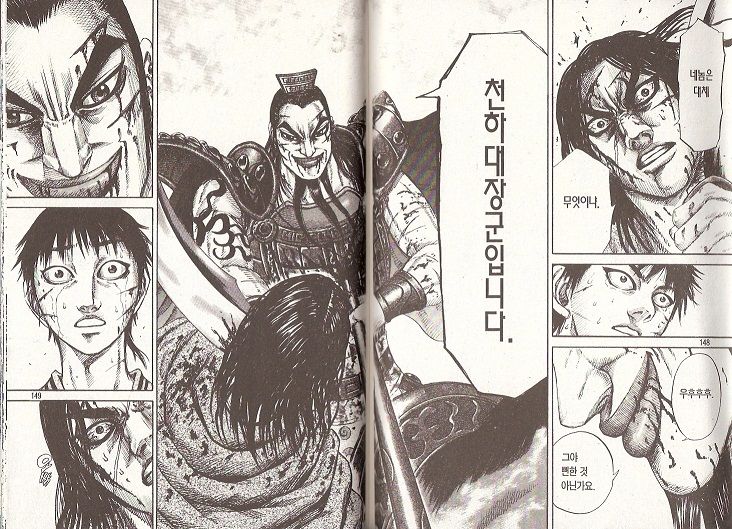 네놈은
대체
무엇이냐.
148
우후후후.
그야
뻔한 것
아닌가요.
천하 대장군입니다.
149